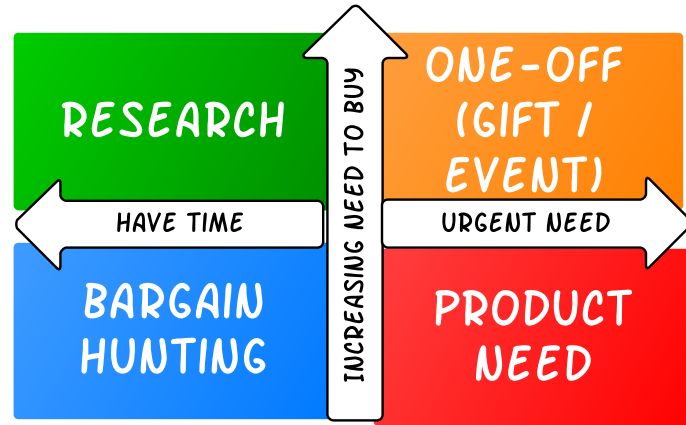 RESEARCH
ONE-OFF
(GIFT /
EVENT)
INCREASING NEED TO BUY
HAVE TIME
URGENT NEED
BARGAIN
HUNTING
PRODUCT
NEED